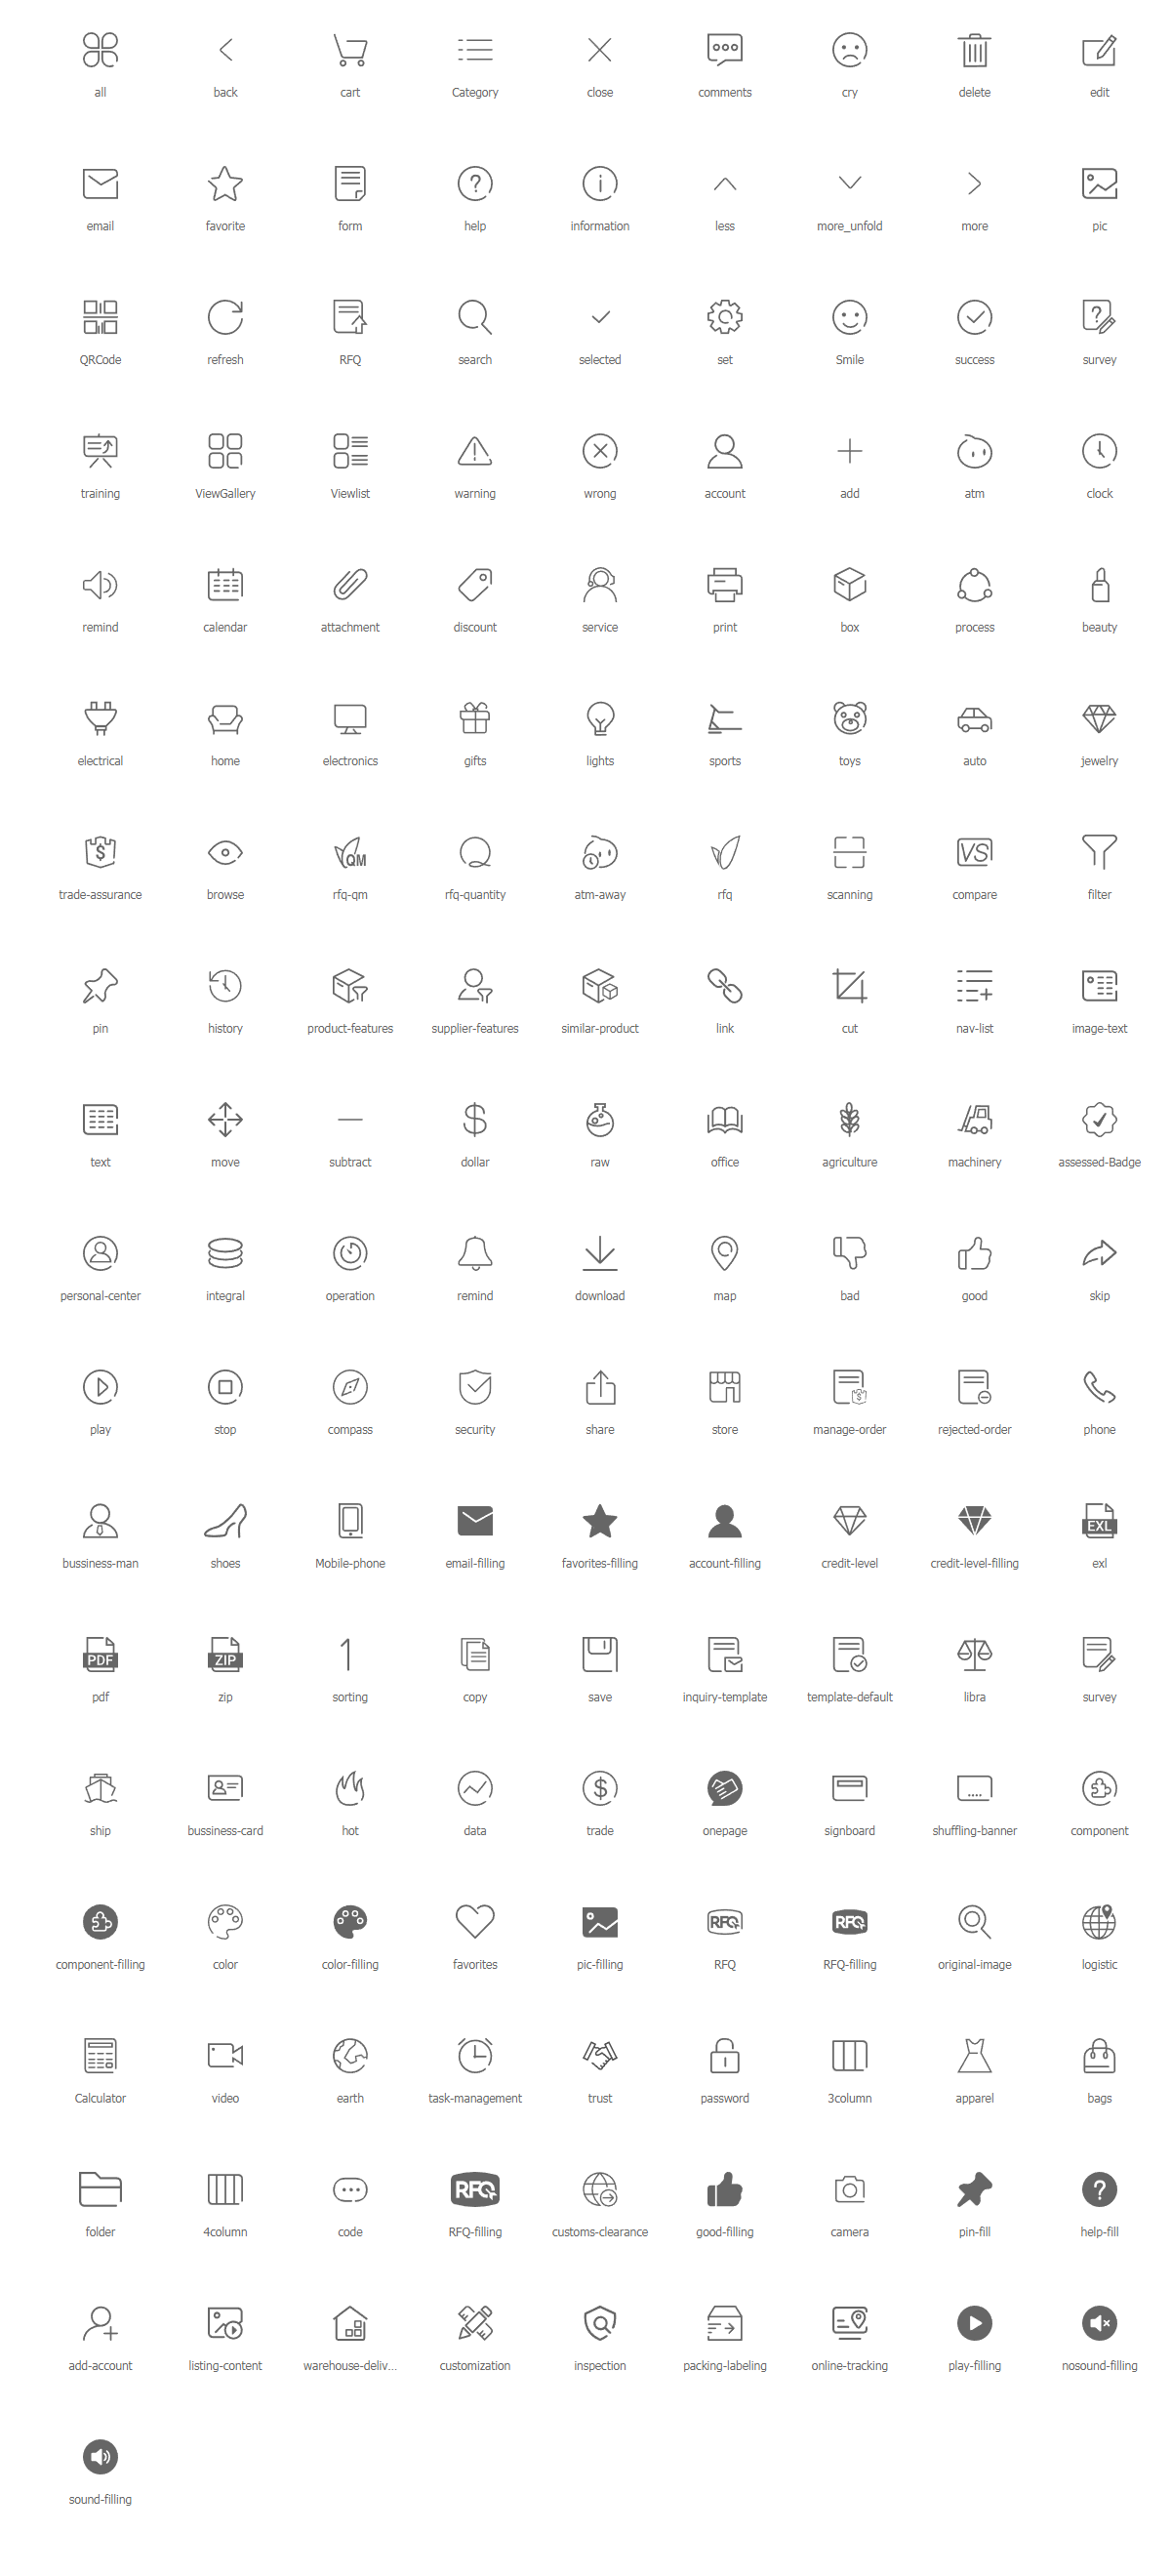 all back cart Category close comments cry delete edit
email favorite form help information less more_unfold more pic
QRCode refresh RFQ search selected set Smile success survey
training ViewGallery Viewlist warning wrong account add atm clock
remind calendar attachment discount service print box process beauty
electrical home electronics gifts lights sports toys auto jewelry
$ QM VS
trade-assurance browse rfq-qm rfq-quantity atm-away rfq scanning compare filter
pin history product-features supplier-features similar-product link cut nav-list image-text
text move subtract dollar raw office agriculture machinery assessed-Badge
personal-center integral operation remind download map bad good skip
play stop compass security share store manage-order rejected-order phone
EXL
bussiness-man shoes Mobile-phone email-filling favorites-filling account-filling credit-level credit-level-filling exl
PDF ZIP 1
pdf zip sorting copy save inquiry-template template-default libra survey
$
ship bussiness-card hot data trade onepage signboard shuffling-banner component
RFQ RFQ
component-filling color color-filling favorites pic-filling RFQ RFQ-filling original-image logistic
Calculator video earth task-management trust password 3column apparel bags
RFQ
folder 4column code RFQ-filling customs-clearance good-filling camera pin-fill help-fill
add-account listing-content warehouse-deliv... customization inspection packing-labeling online-tracking play-filling nosound-filling
sound-filling